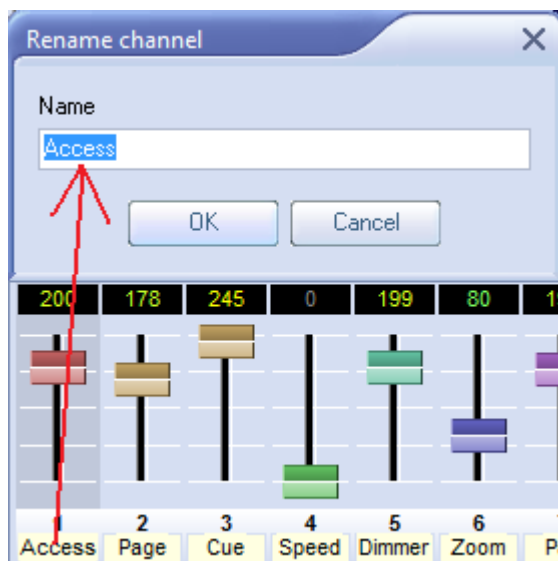 Rename channel
Name
Access
OK Cancel
200 178 245 0 199 80
1 2 3 4 5 6
Access Page Cue Speed Dimmer Zoom